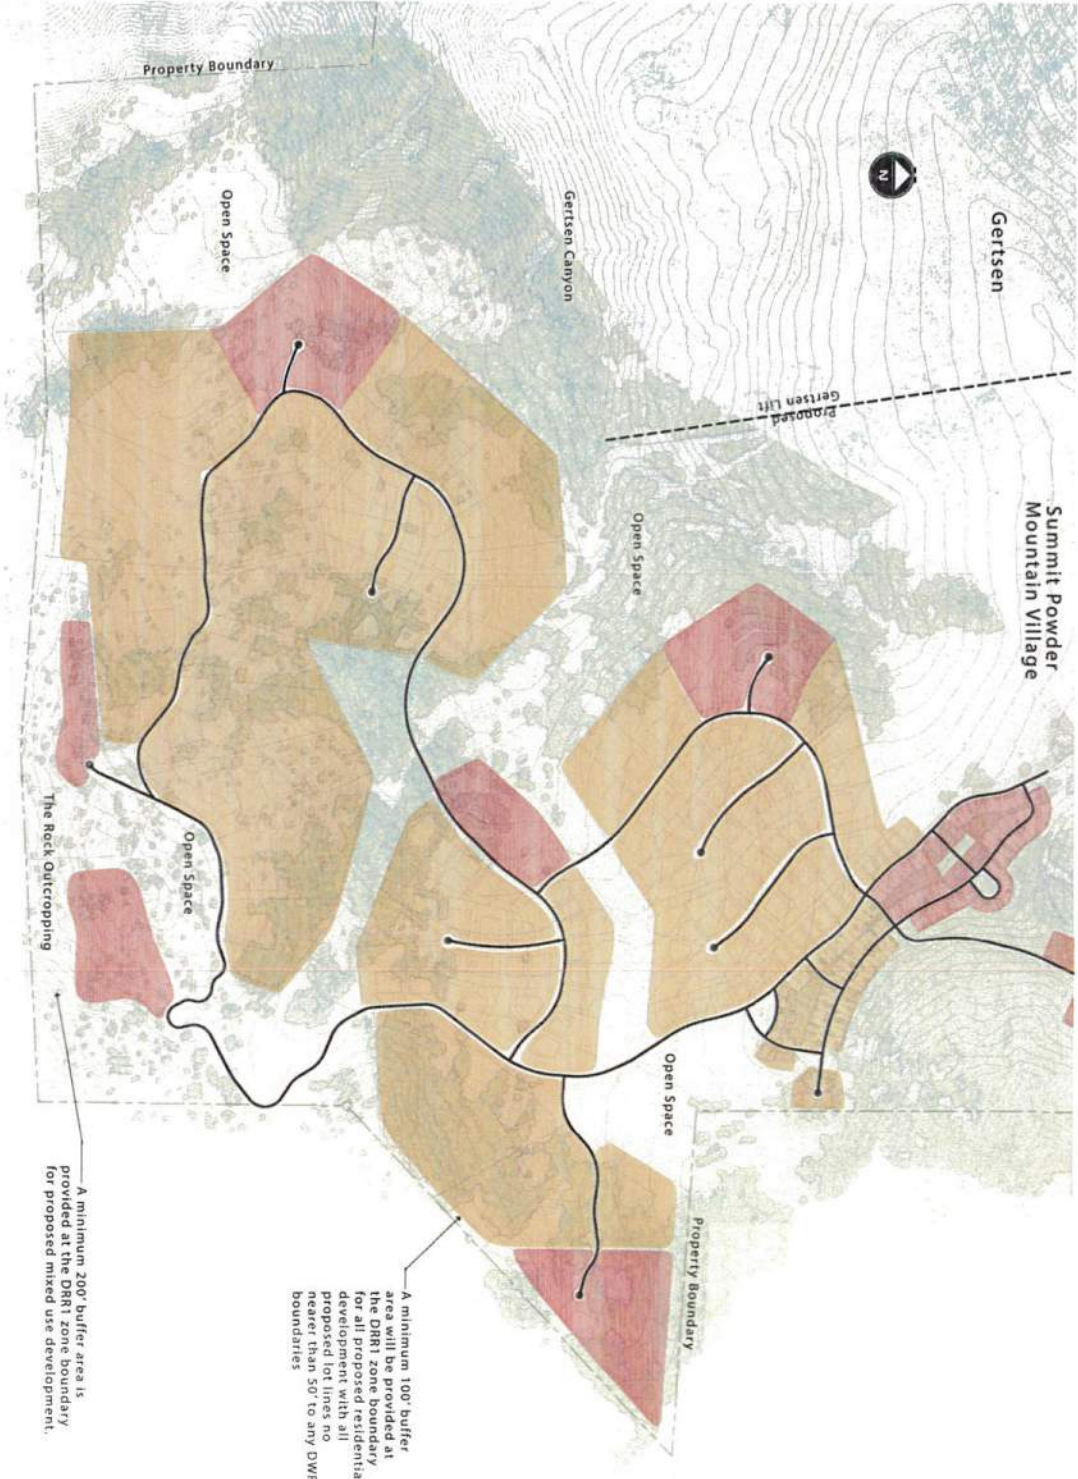 Property Boundary
Open Space
Gertsen Canyon
N
Gertsen
Proposed
Gertsen Lift
Summit Powder
Mountain Village
Open Space
Open Space
The Rock Outcropping
Open Space
Property Boundary
A minimum 200' buffer area is
provided at the DRR1 zone boundary
for proposed mixed use development.
A minimum 100' buffer
area will be provided at
the DRR1 zone boundary
for all proposed residentia
development with all
proposed lot lines no
nearer than 50' to any DWR
boundaries